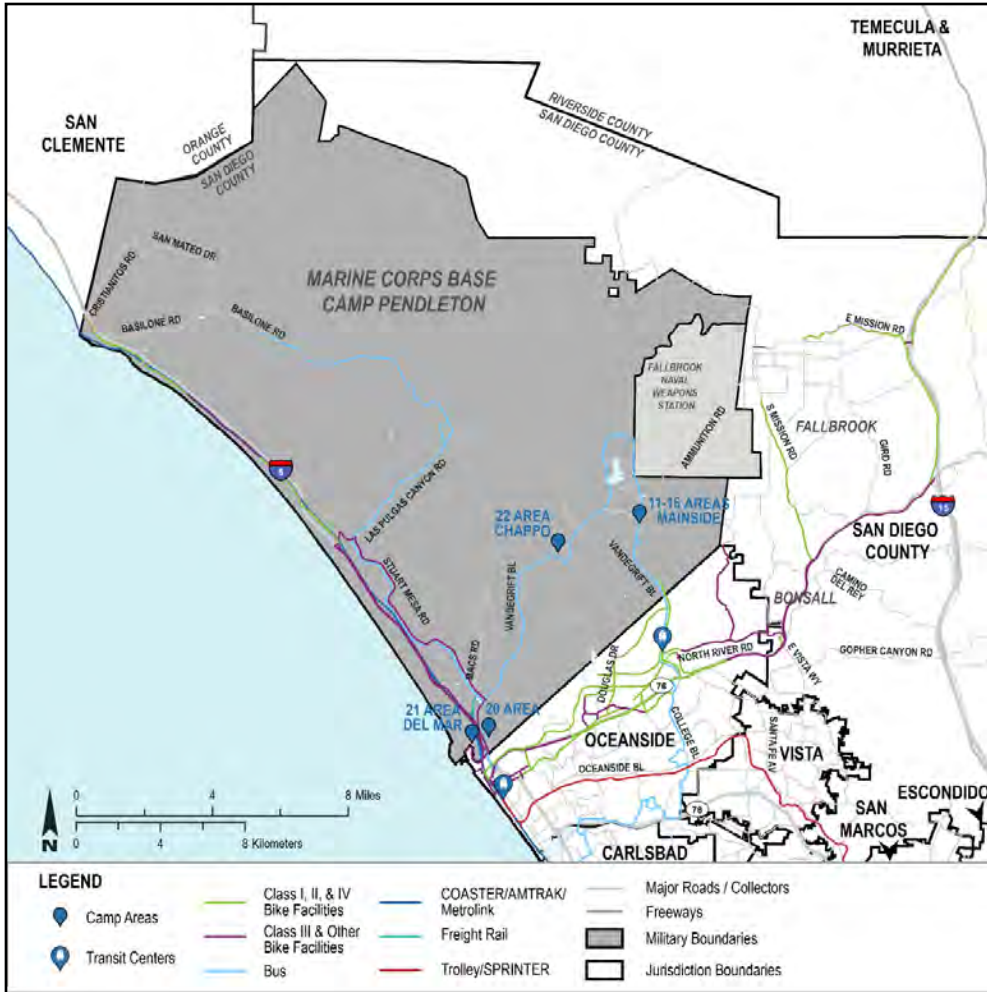 TEMECULA &
MURRIETA
SAN
CLEMENTE
ORANGE
COUNTY
SAN DIEGO
COUNTY
RIVERSIDE COUNTY
SAN DIEGO COUNTY
CRISTIANITOS RD
SAN MATEO DR
BASILONE RD
BASILONE RD
MARINE CORPS BASE
CAMP PENDLETON
FALLBROOK
NAVAL
WEAPONS
STATION
AMMUNITION RD
E MISSION RD
S MISSION RD
FALLBROOK
GIRD RD
5
15
LAS PULGAS CANYON RD
22 AREA
CHAPPO
11-16 AREAS
MAINSIDE
SAN DIEGO
COUNTY
STUART MESA RD
VANDEGRIFT BL
VANDEGRIFT BL
CAMINO
DEL REY
BONSALL
MACS RD
DOUGLAS DR
NORTH RIVER RD
E VISTA WY
GOPHER CANYON RD
76
21 AREA
DEL MAR
20 AREA
OCEANSIDE
COLLEGE BL
SANTA FE AV
VISTA
OCEANSIDE BL
ESCONDIDO
SAN
MARCOS
78
CARLSBAD
0 4 8 Miles
0 4 8 Kilometers
N
LEGEND
Camp Areas
Transit Centers
Class I, II, & IV
Bike Facilities
Class III & Other
Bike Facilities
Bus
COASTER/AMTRAK/
Metrolink
Freight Rail
Trolley/SPRINTER
Major Roads / Collectors
Freeways
Military Boundaries
Jurisdiction Boundaries